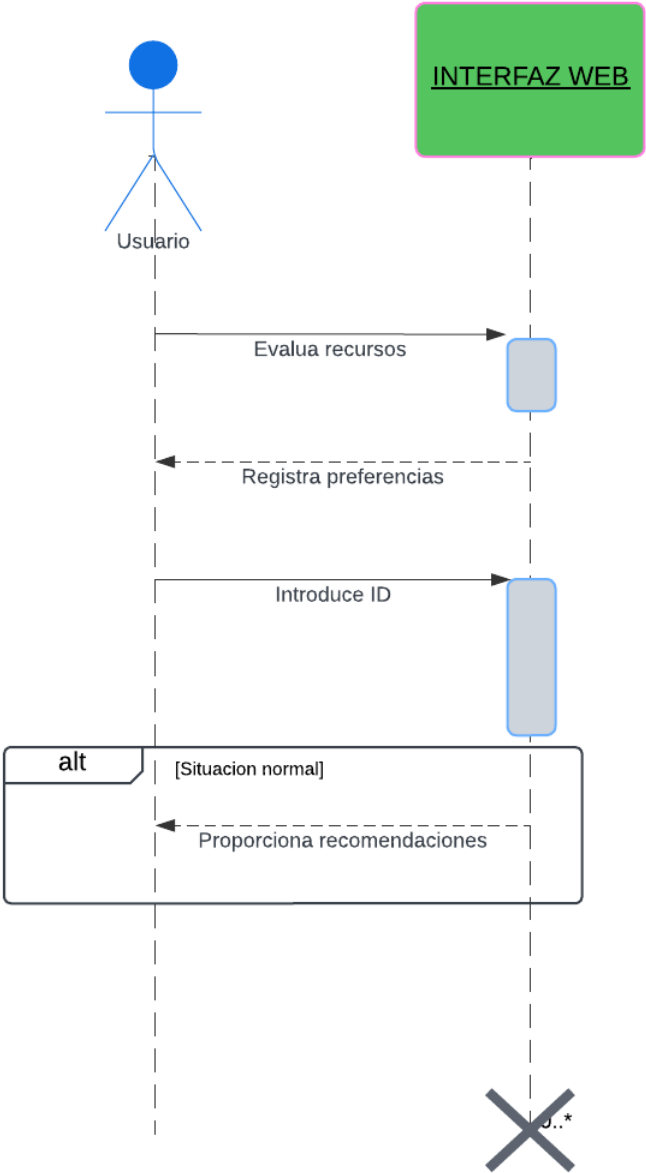 INTERFAZ WEB
Usuario
Evalua recursos
Registra preferencias
Introduce ID
alt
[Situacion normal]
Proporciona recomendaciones